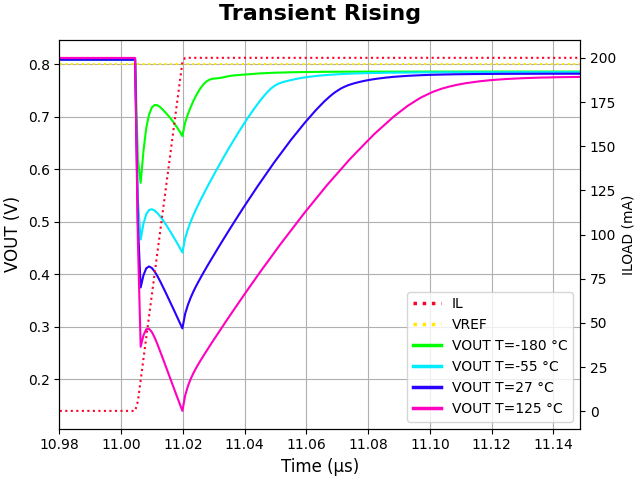 Transient Rising
VOUT (V)
0.8
0.7
0.6
0.5
0.4
0.3
0.2
200
175
150
125
100
75
50
25
0
ILOAD (mA)
IL
VREF
VOUT T=-180 °C
VOUT T=-55 °C
VOUT T=27 °C
VOUT T=125 °C
10.98 11.00 11.02 11.04 11.06 11.08 11.10 11.12 11.14
Time (μs)